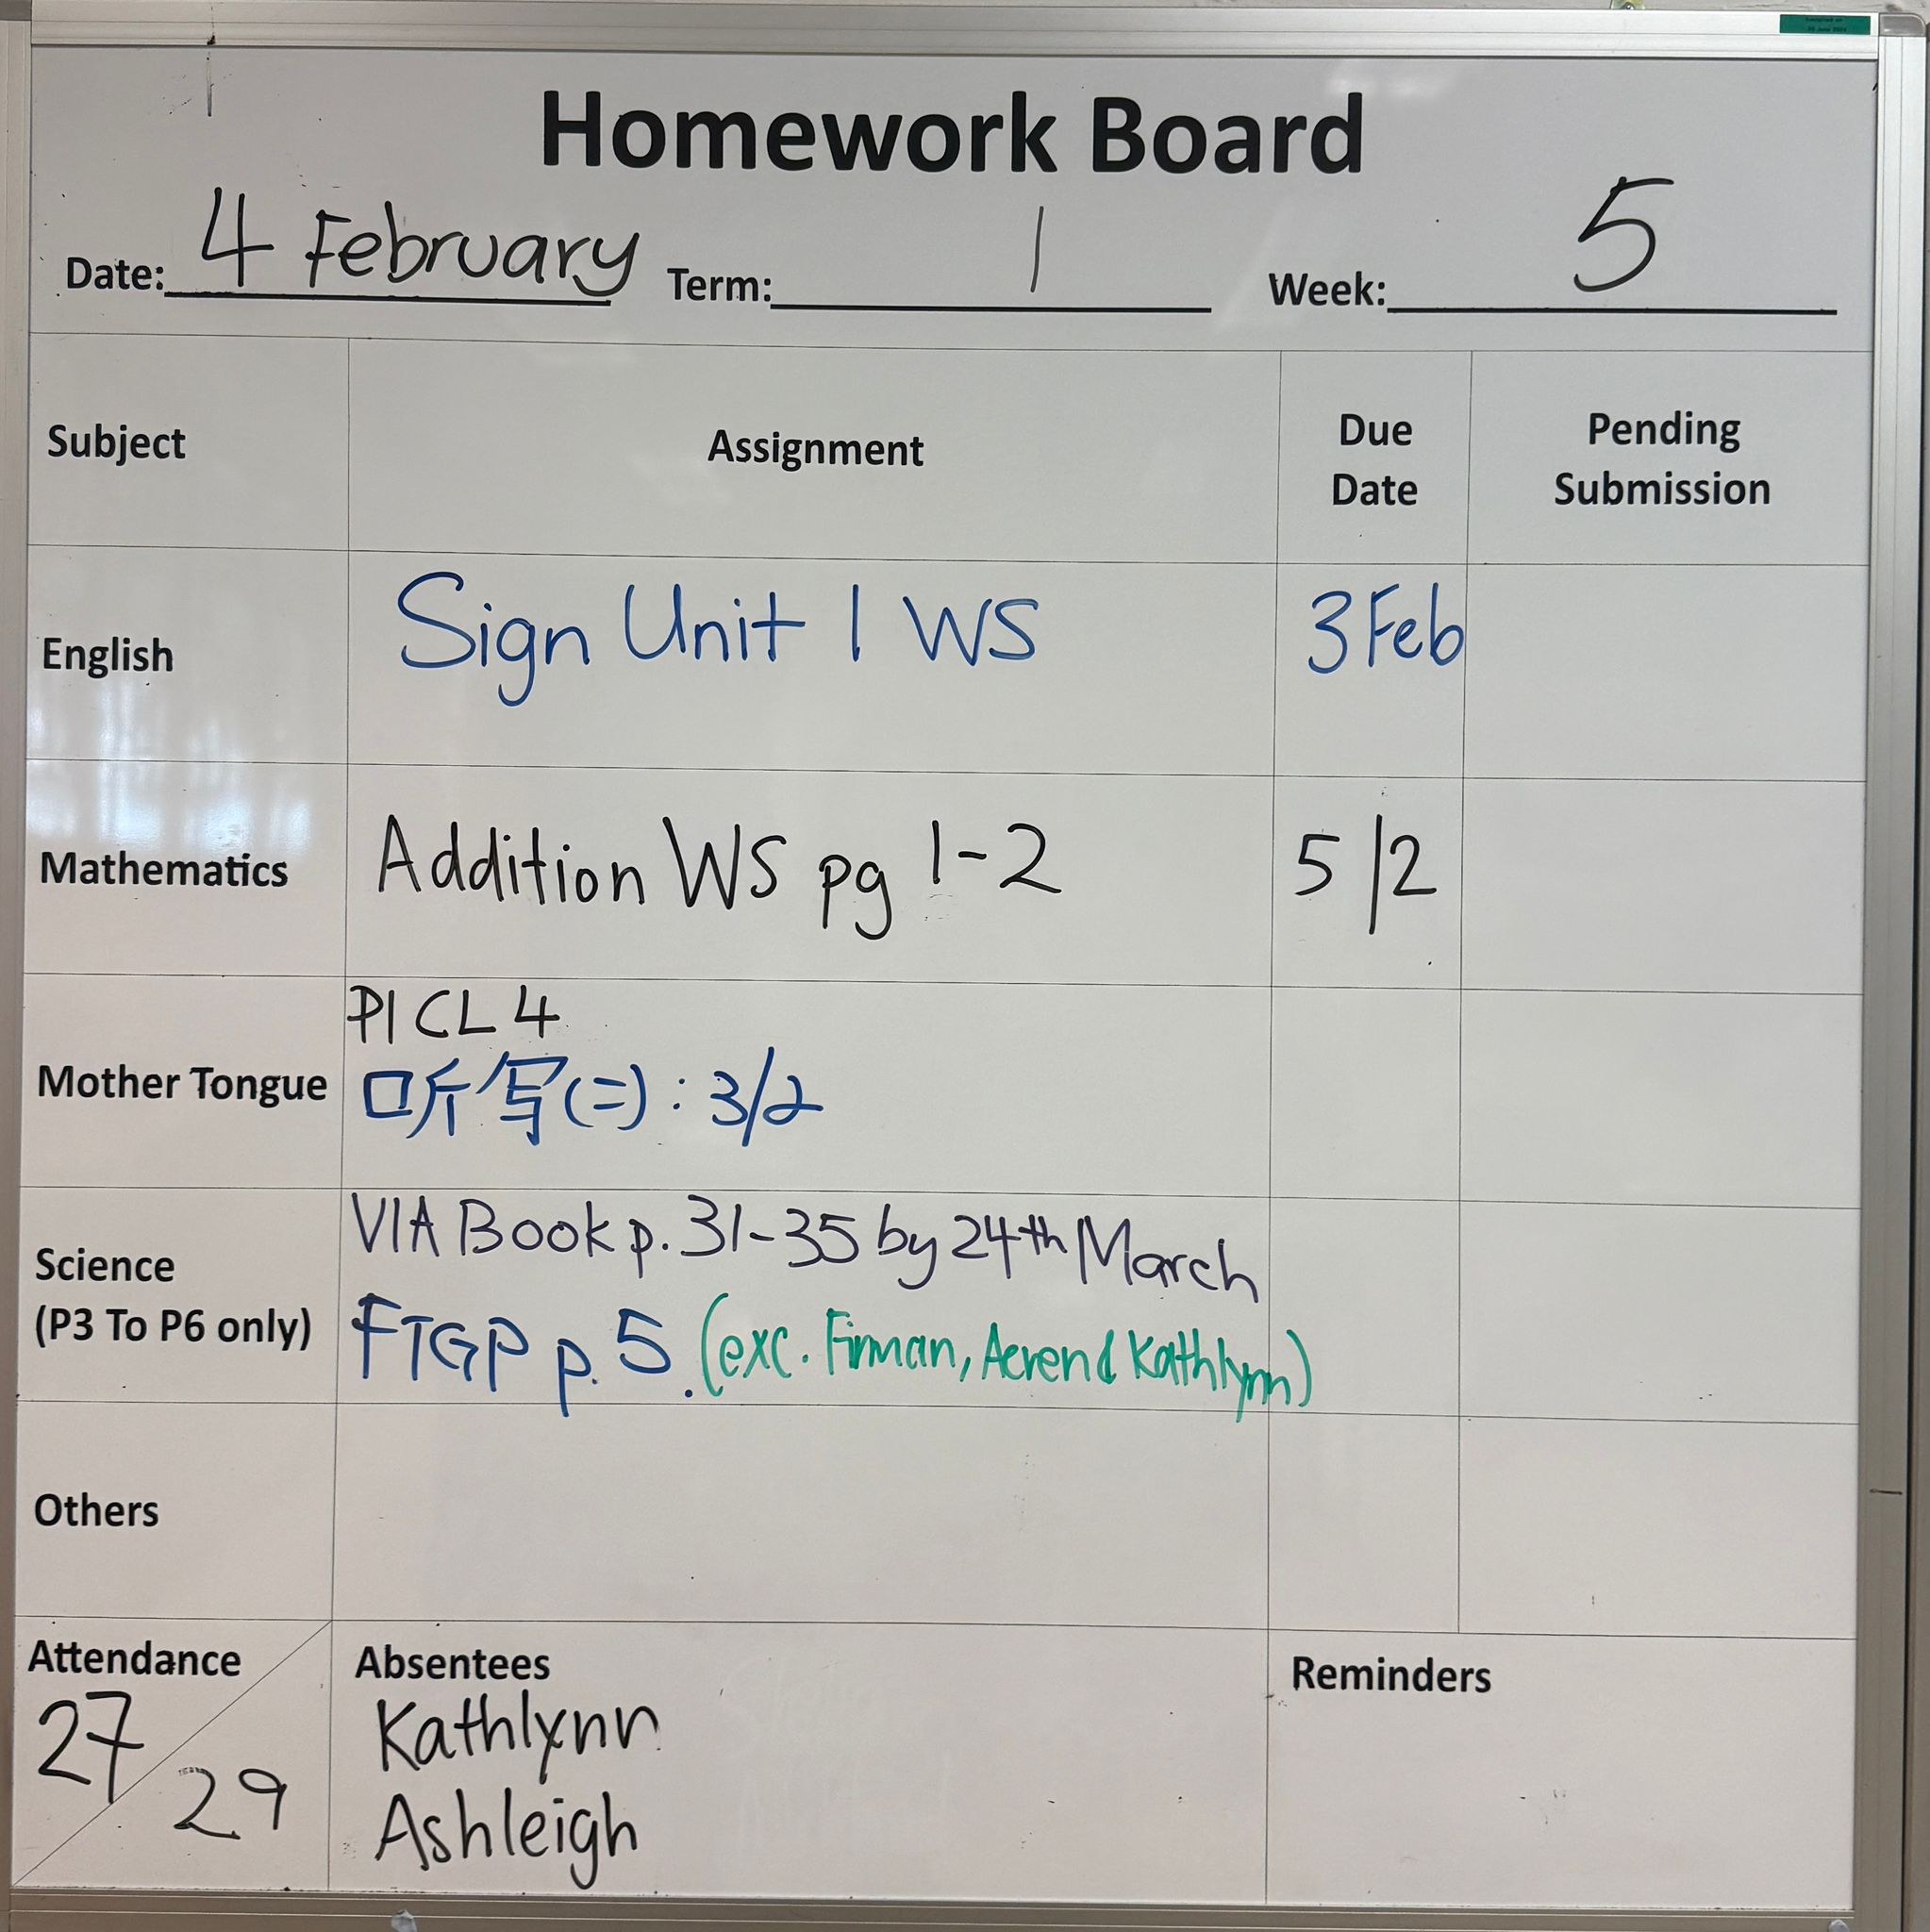 Homework Board
Date: 4 February Term: 1 Week: 5
Subject Assignment Due Date Pending Submission
English Sign Unit 1 WS 3 Feb
Mathematics Addition WS pg 1-2 5/2
Mother Tongue
PI CL 4
听写(二): 3/2
Science
(P3 To P6 only)
VIA Book p. 31-35 by 24th March
FTGP p. 5. (exc. Firman, Aeren d Kathlynn)
Others
Attendance Absentees Reminders
27/29
Kathlynn
Ashleigh